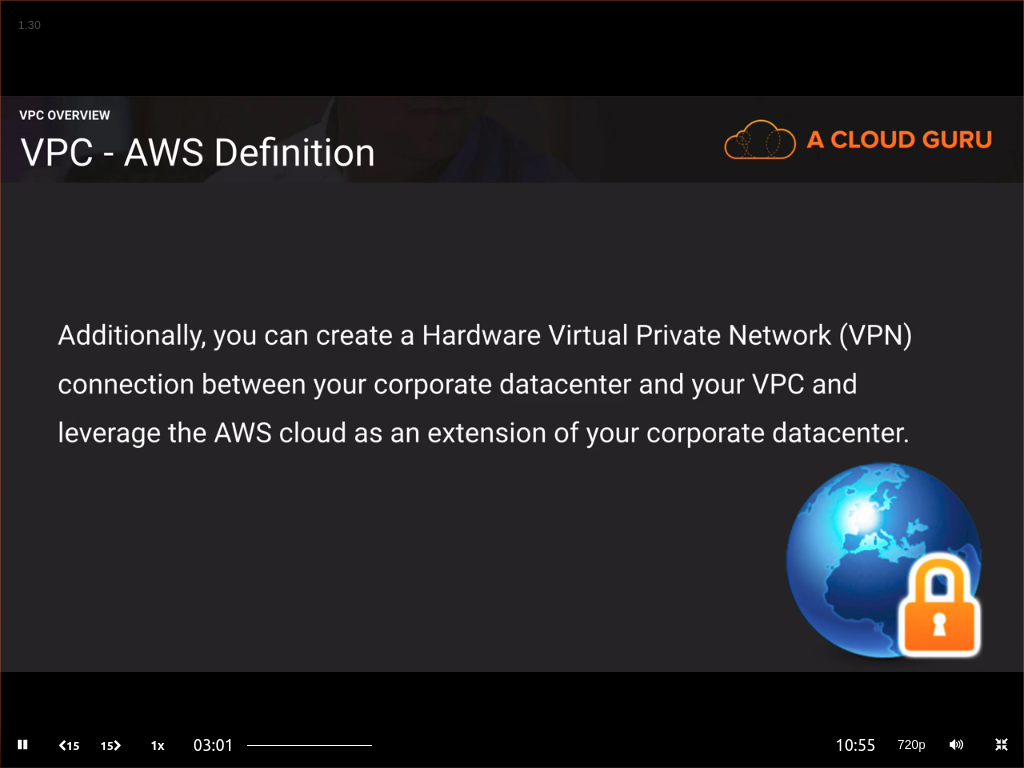 1.30
VPC OVERVIEW
VPC - AWS Definition
A CLOUD GURU
Additionally, you can create a Hardware Virtual Private Network (VPN)
connection between your corporate datacenter and your VPC and
leverage the AWS cloud as an extension of your corporate datacenter.
15 15 1x 03:01 10:55 720p